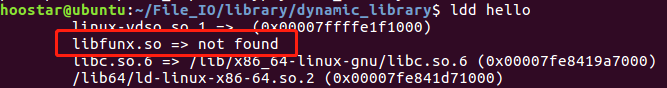 hoostar@ubuntu:~/File_IO/library/dynamic_library$ ldd hello
linux-vdso.so.1 => (0x00007ffffe1f1000)
libfunx.so => not found
libc.so.6 => /lib/x86_64-linux-gnu/libc.so.6 (0x00007fe8419a7000)
/lib64/ld-linux-x86-64.so.2 (0x00007fe841d71000)